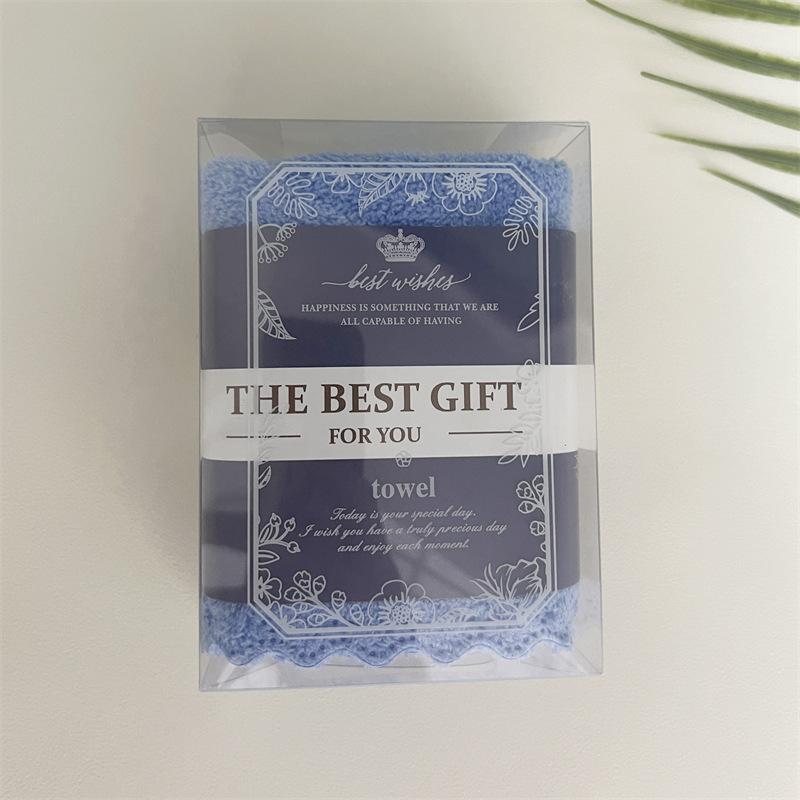 best wishes
HAPPINESS IS SOMETHING THAT WE ARE
ALL CAPABLE OF HAVING
THE BEST GIFT
FOR YOU
towel
Today is your special day.
I wish you have a truly precious day
and enjoy each moment.